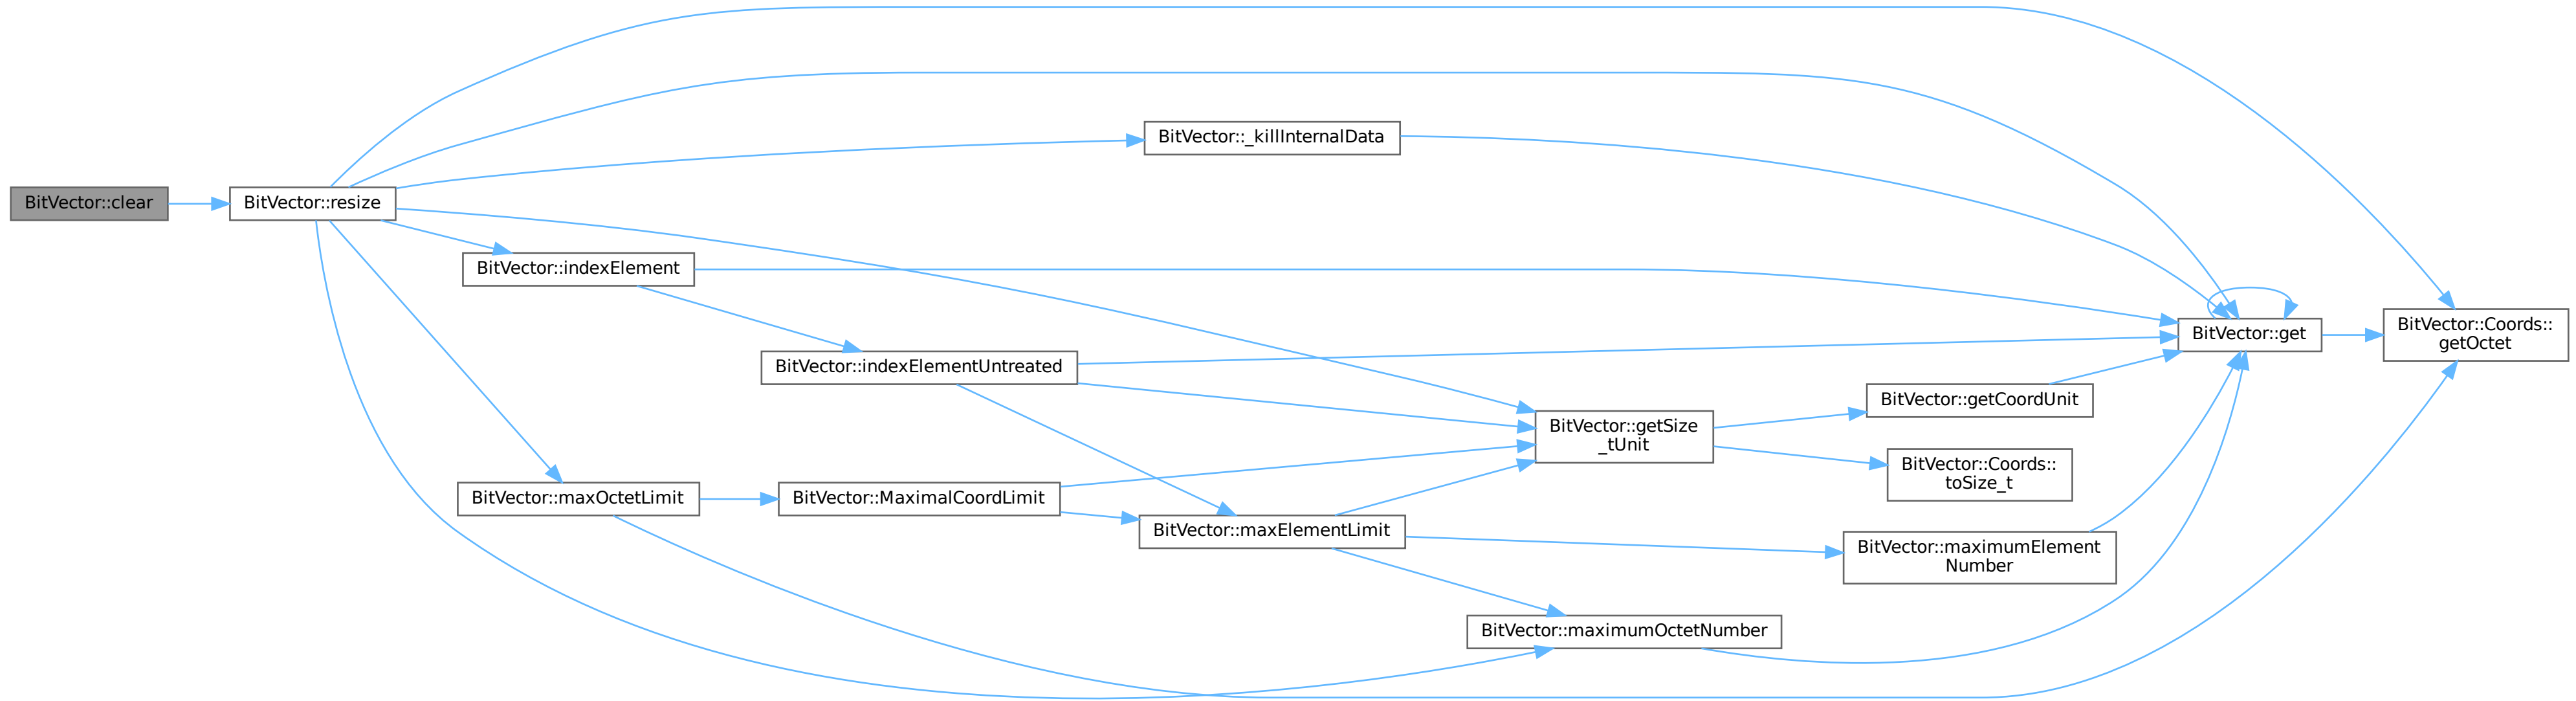 BitVector::clear
BitVector::resize
BitVector::_killInternalData
BitVector::indexElement
BitVector::get
BitVector::Coords::
getOctet
BitVector::indexElementUntreated
BitVector::getCoordUnit
BitVector::getSize
_tUnit
BitVector::Coords::
toSize_t
BitVector::maxOctetLimit
BitVector::MaximalCoordLimit
BitVector::maxElementLimit
BitVector::maximumElement
Number
BitVector::maximumOctetNumber